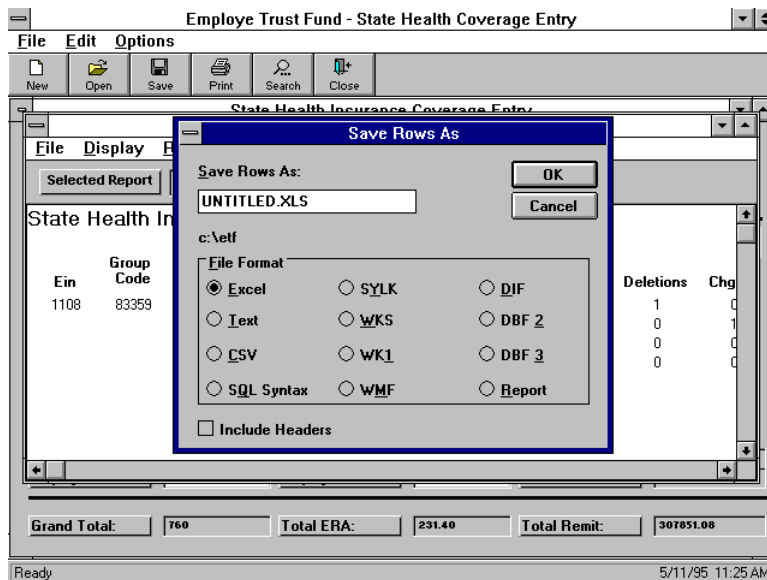 Employe Trust Fund - State Health Coverage Entry
File Edit Options
New Open Save Print Search Close
State Health Insurance Coverage Entry
File Display R
Selected Report
State Health In
Ein Group Code Deletions Chg
1108 83359 1 0
0 1
0 0
0 0
Save Rows As
Save Rows As:
UNTITLED.XLS
OK
Cancel
c:\etf
File Format
Excel SYLK DIF
Text WKS DBF 2
CSV WK1 DBF 3
SQL Syntax WMF Report
Include Headers
Grand Total: 760 Total ERA: 231.40 Total Remit: 307851.08
Ready 5/11/95 11:25 AM